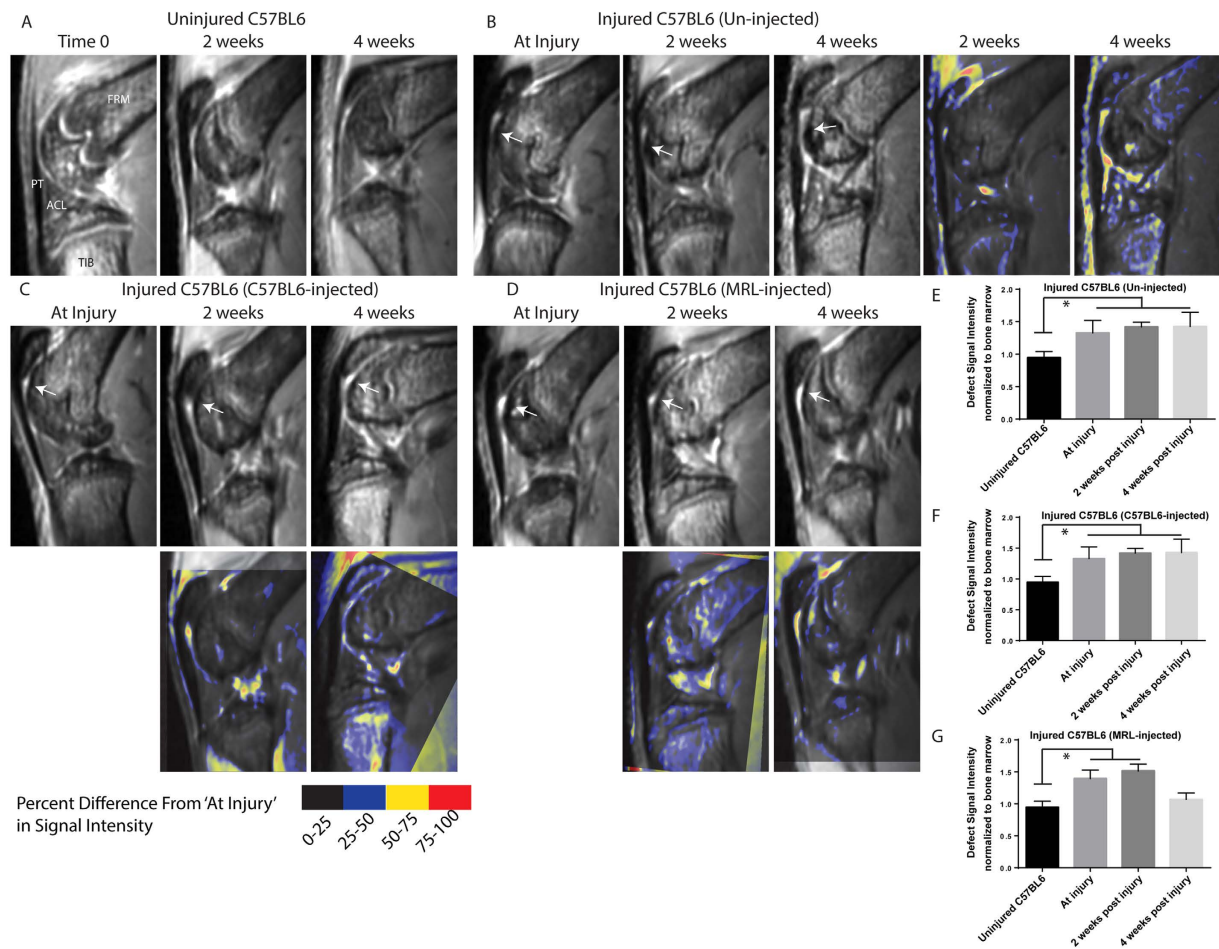 A
Uninjured C57BL6
Time 0
2 weeks
4 weeks
FRM
PT
ACL
TIB
B
Injured C57BL6 (Un-injected)
At Injury
2 weeks
4 weeks
2 weeks
4 weeks
C
Injured C57BL6 (C57BL6-injected)
At Injury
2 weeks
4 weeks
D
Injured C57BL6 (MRL-injected)
At Injury
2 weeks
4 weeks
E
Injured C57BL6 (Un-injected)
Defect Signal Intensity
normalized to bone marrow
2.0
1.5
1.0
0.5
0.0
*
Uninjured C57BL6
At injury
2 weeks post injury
4 weeks post injury
F
Injured C57BL6 (C57BL6-injected)
Defect Signal Intensity
normalized to bone marrow
2.0
1.5
1.0
0.5
0.0
*
Uninjured C57BL6
At injury
2 weeks post injury
4 weeks post injury
G
Injured C57BL6 (MRL-injected)
Defect Signal Intensity
normalized to bone marrow
2.0
1.5
1.0
0.5
0.0
*
Uninjured C57BL6
At injury
2 weeks post injury
4 weeks post injury
Percent Difference From 'At Injury'
in Signal Intensity
0-25
25-50
50-75
75-100